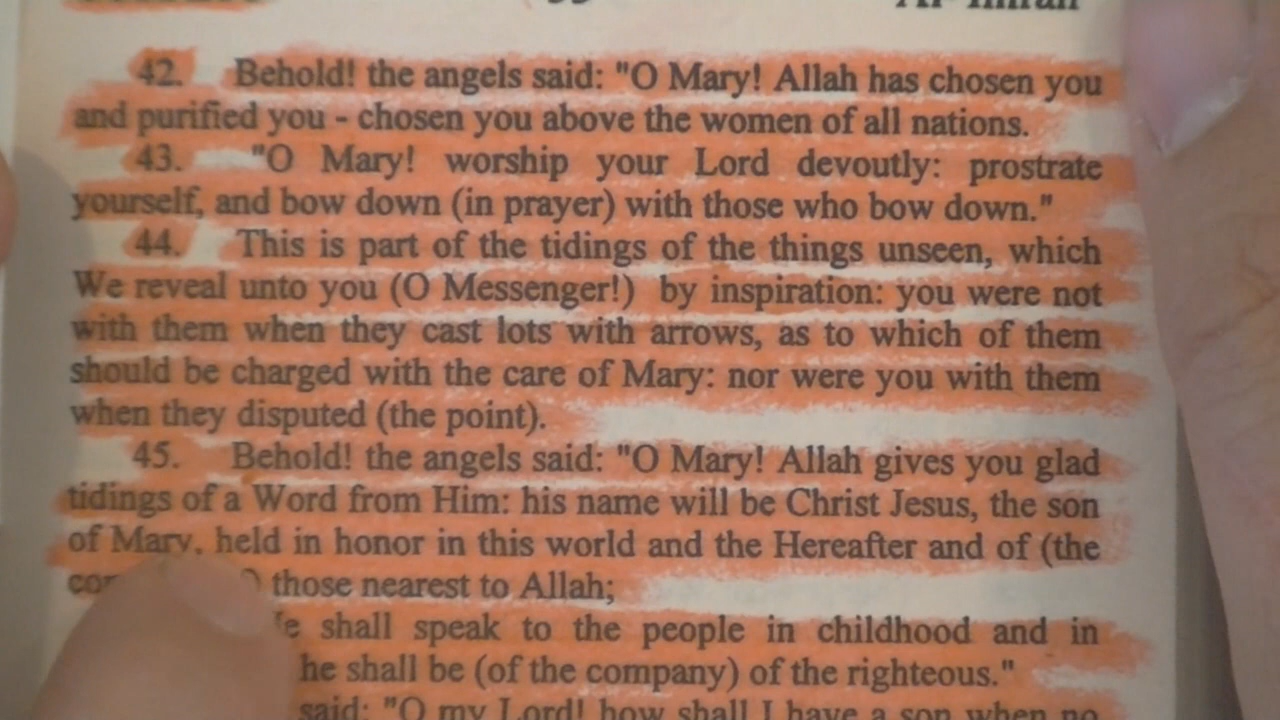 Al-Imran
42. Behold! the angels said: "O Mary! Allah has chosen you
and purified you - chosen you above the women of all nations.
43. "O Mary! worship your Lord devoutly: prostrate
yourself, and bow down (in prayer) with those who bow down."
44. This is part of the tidings of the things unseen, which
We reveal unto you (O Messenger!) by inspiration: you were not
with them when they cast lots with arrows, as to which of them
should be charged with the care of Mary: nor were you with them
when they disputed (the point).
45. Behold! the angels said: "O Mary! Allah gives you glad
tidings of a Word from Him: his name will be Christ Jesus, the son
of Mary, held in honor in this world and the Hereafter and of (the
those nearest to Allah;
shall speak to the people in childhood and in
he shall be (of the company) of the righteous."
said: "O my Lord! how shall I have a son when no